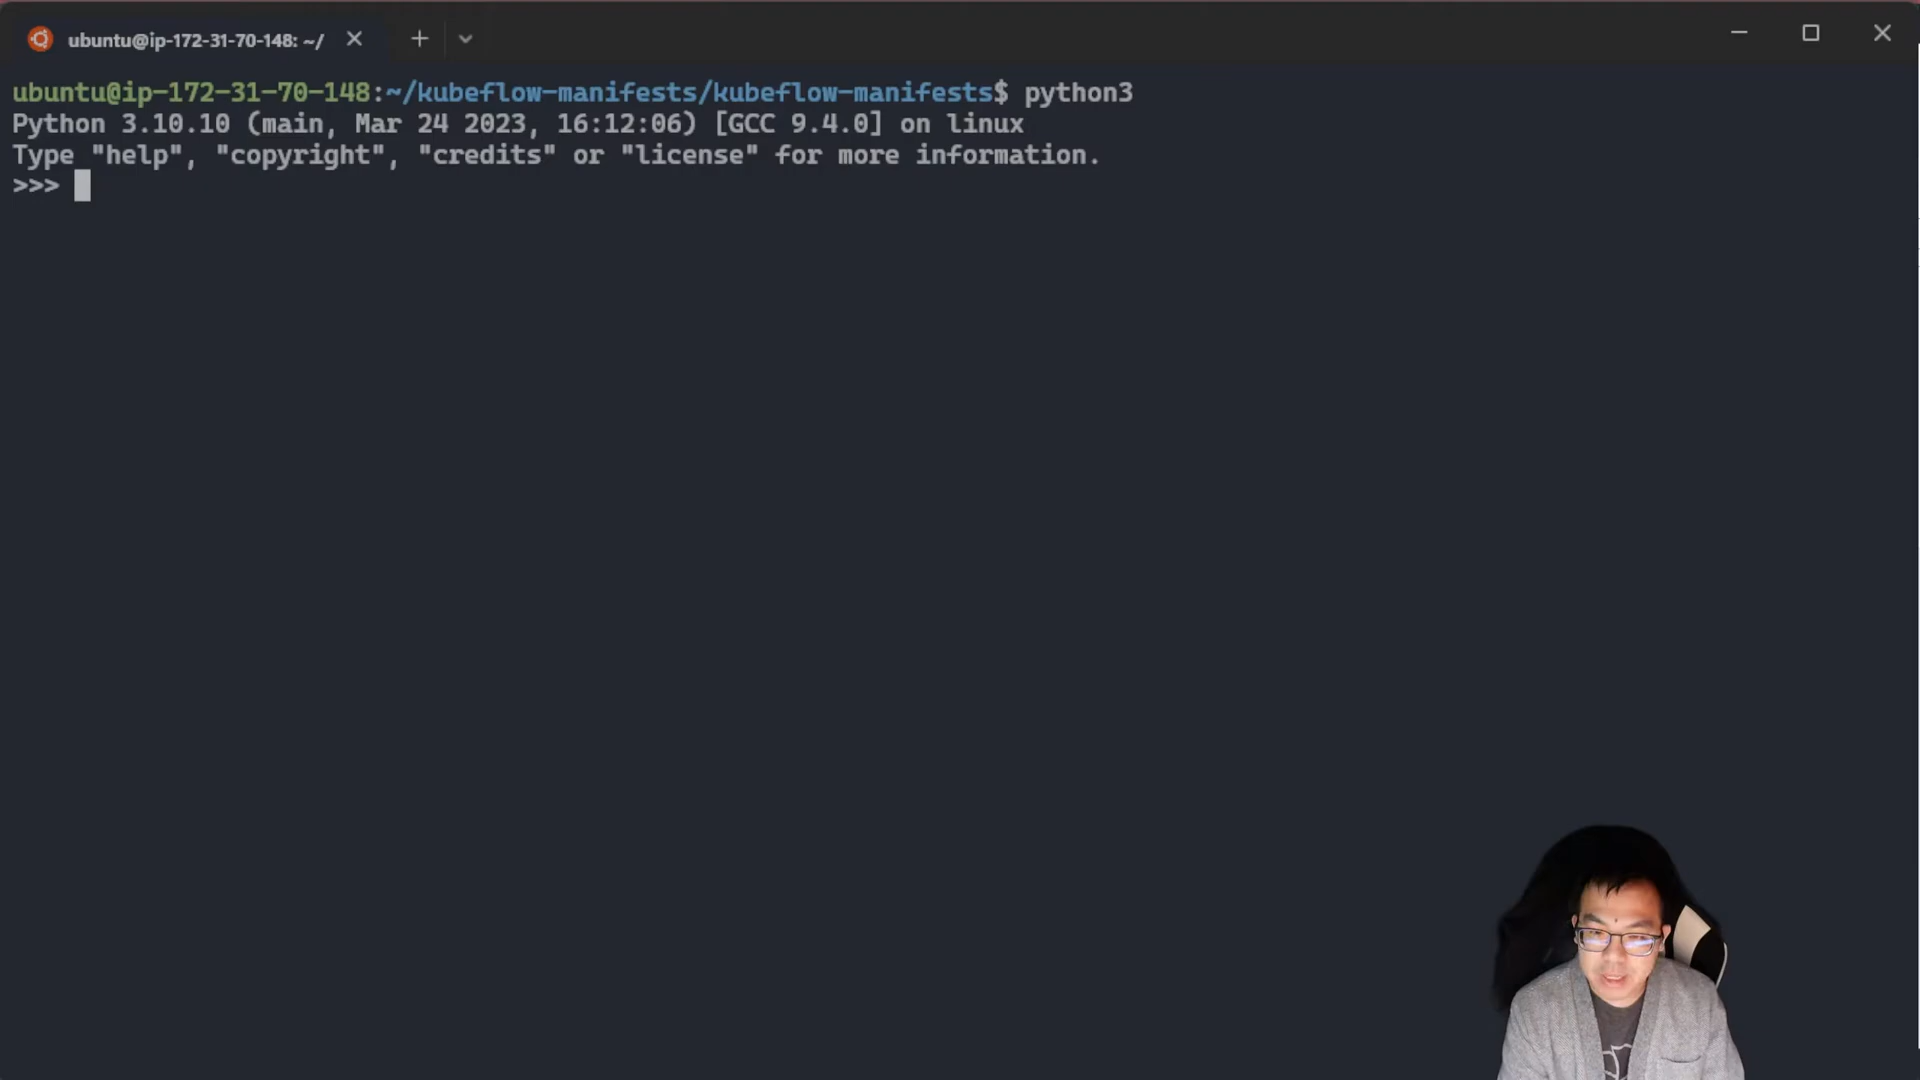 ubuntu@ip-172-31-70-148: ~/
ubuntu@ip-172-31-70-148:~/kubeflow-manifests/kubeflow-manifests$ python3
Python 3.10.10 (main, Mar 24 2023, 16:12:06) [GCC 9.4.0] on linux
Type "help", "copyright", "credits" or "license" for more information.
>>>